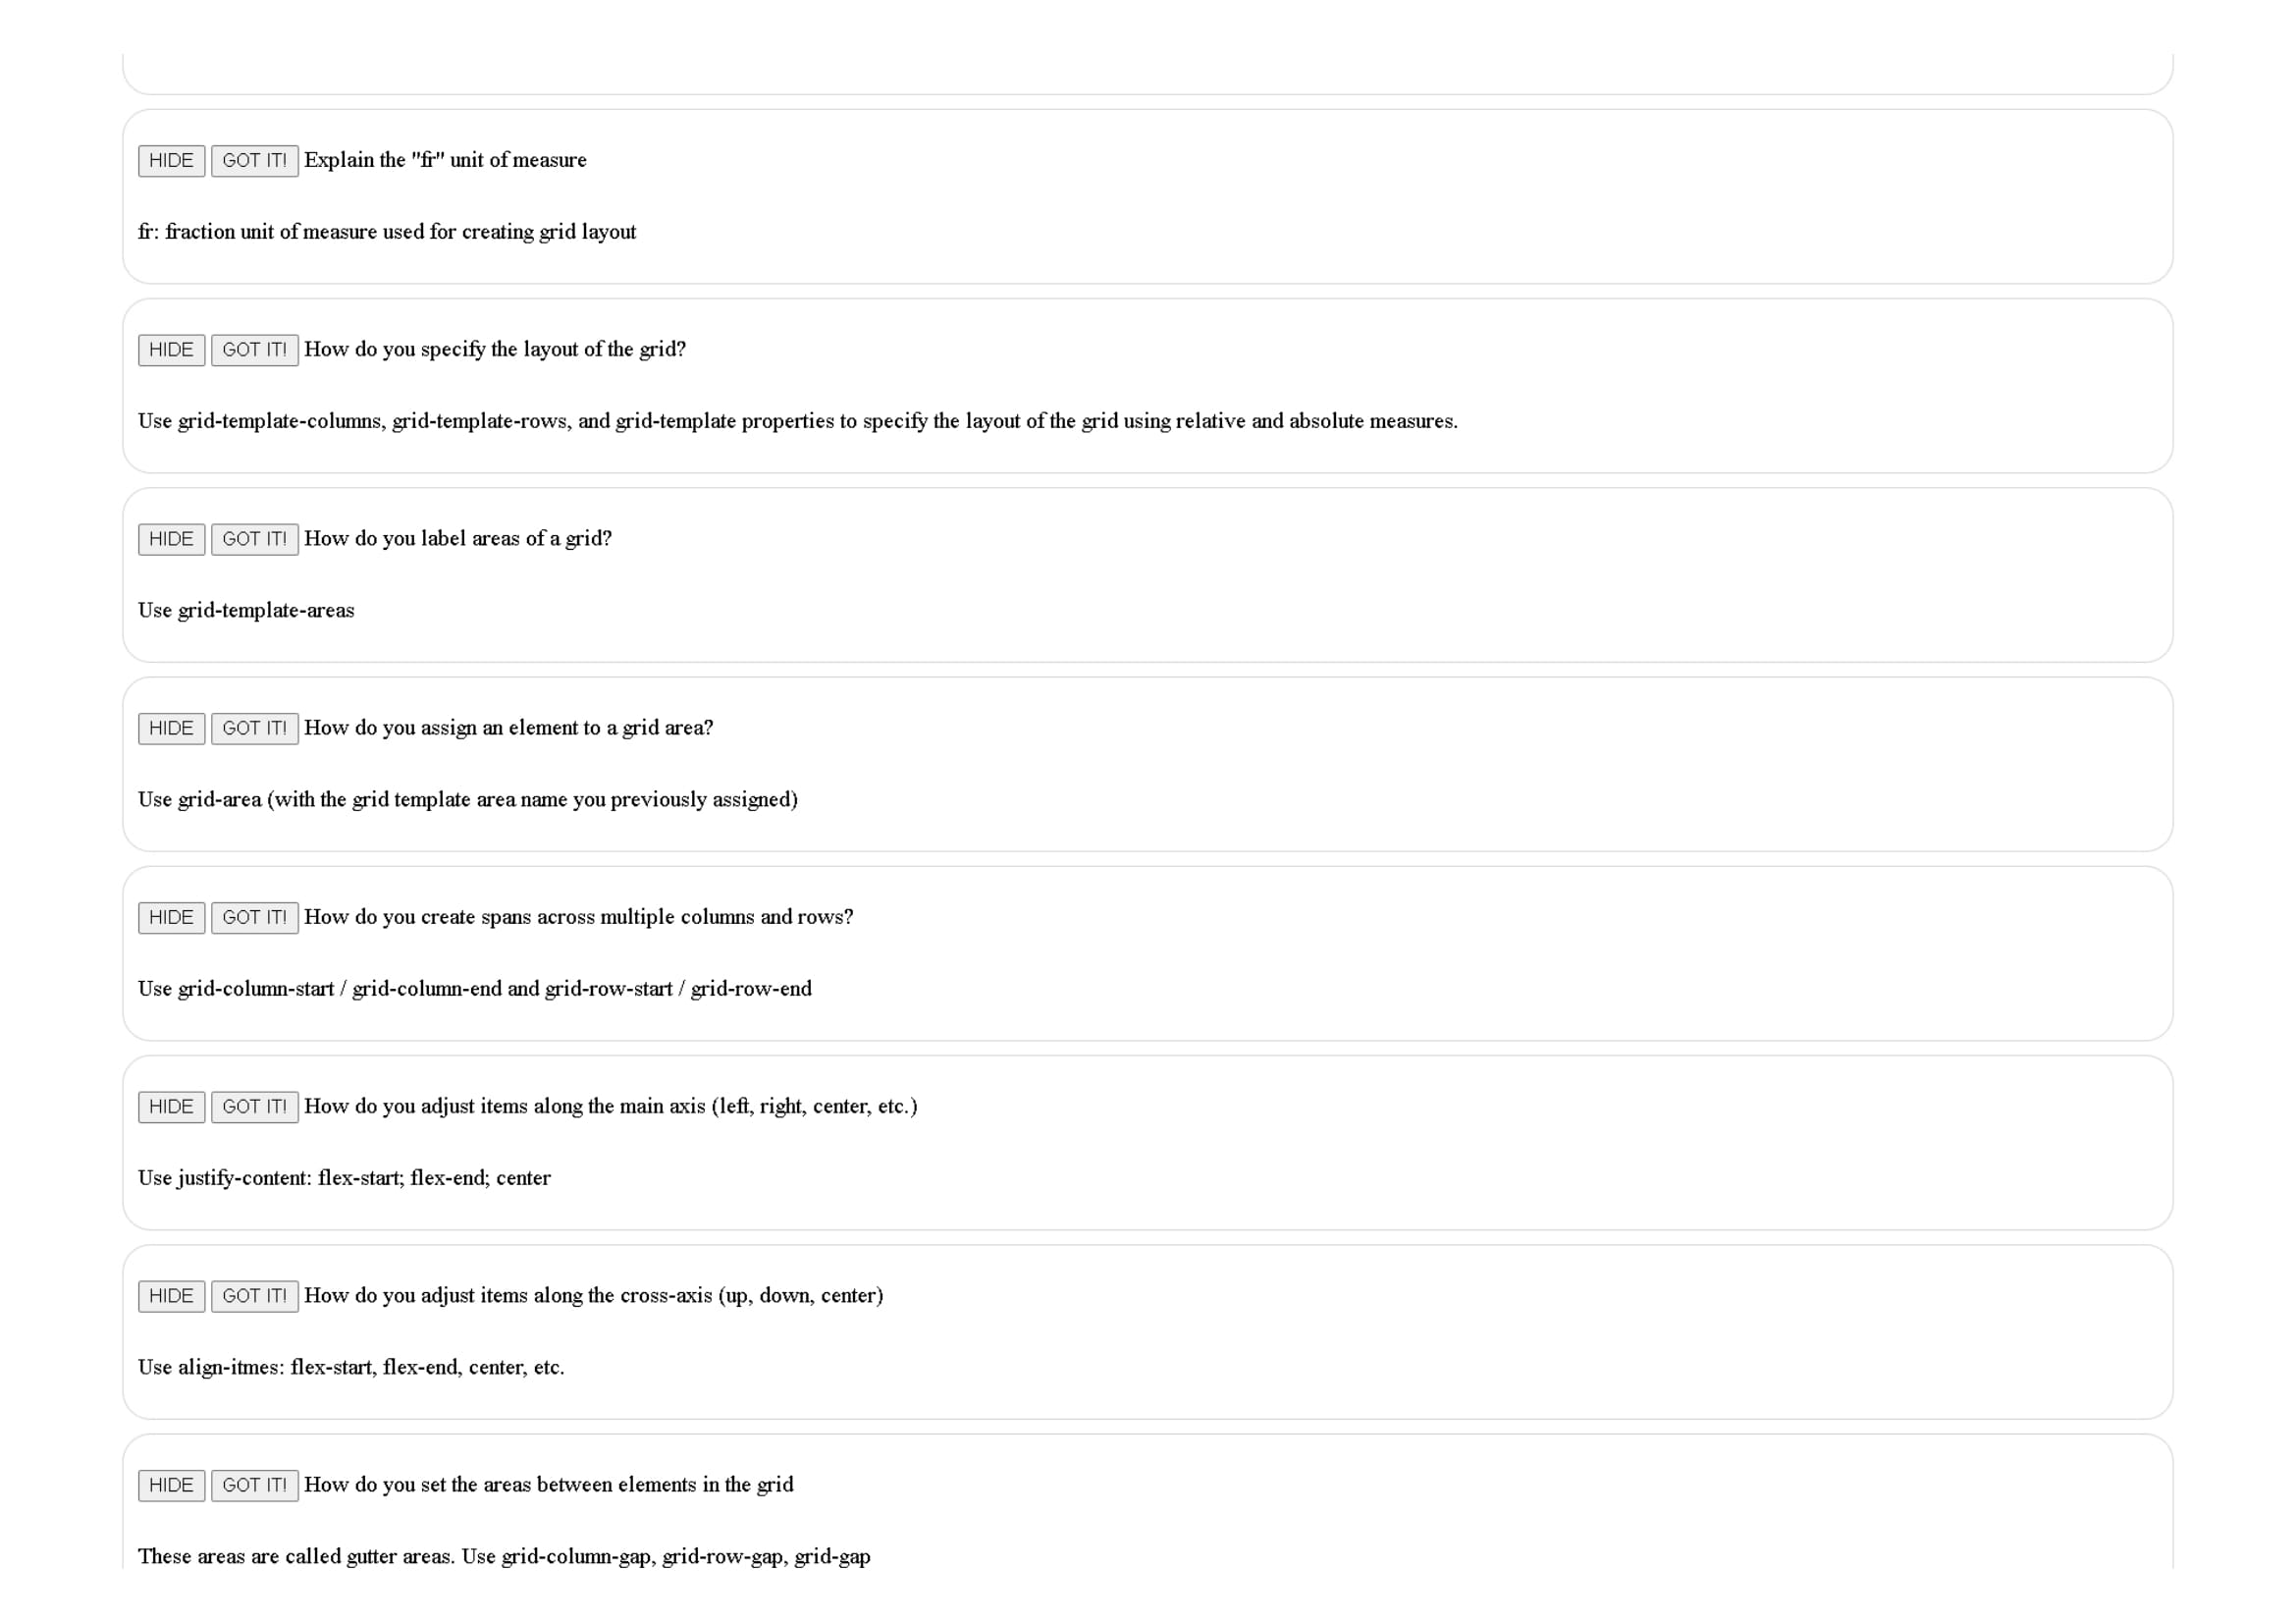 HIDE GOT IT! Explain the "fr" unit of measure
fr: fraction unit of measure used for creating grid layout
HIDE GOT IT! How do you specify the layout of the grid?
Use grid-template-columns, grid-template-rows, and grid-template properties to specify the layout of the grid using relative and absolute measures.
HIDE GOT IT! How do you label areas of a grid?
Use grid-template-areas
HIDE GOT IT! How do you assign an element to a grid area?
Use grid-area (with the grid template area name you previously assigned)
HIDE GOT IT! How do you create spans across multiple columns and rows?
Use grid-column-start / grid-column-end and grid-row-start / grid-row-end
HIDE GOT IT! How do you adjust items along the main axis (left, right, center, etc.)
Use justify-content: flex-start; flex-end; center
HIDE GOT IT! How do you adjust items along the cross-axis (up, down, center)
Use align-itmes: flex-start, flex-end, center, etc.
HIDE GOT IT! How do you set the areas between elements in the grid
These areas are called gutter areas. Use grid-column-gap, grid-row-gap, grid-gap